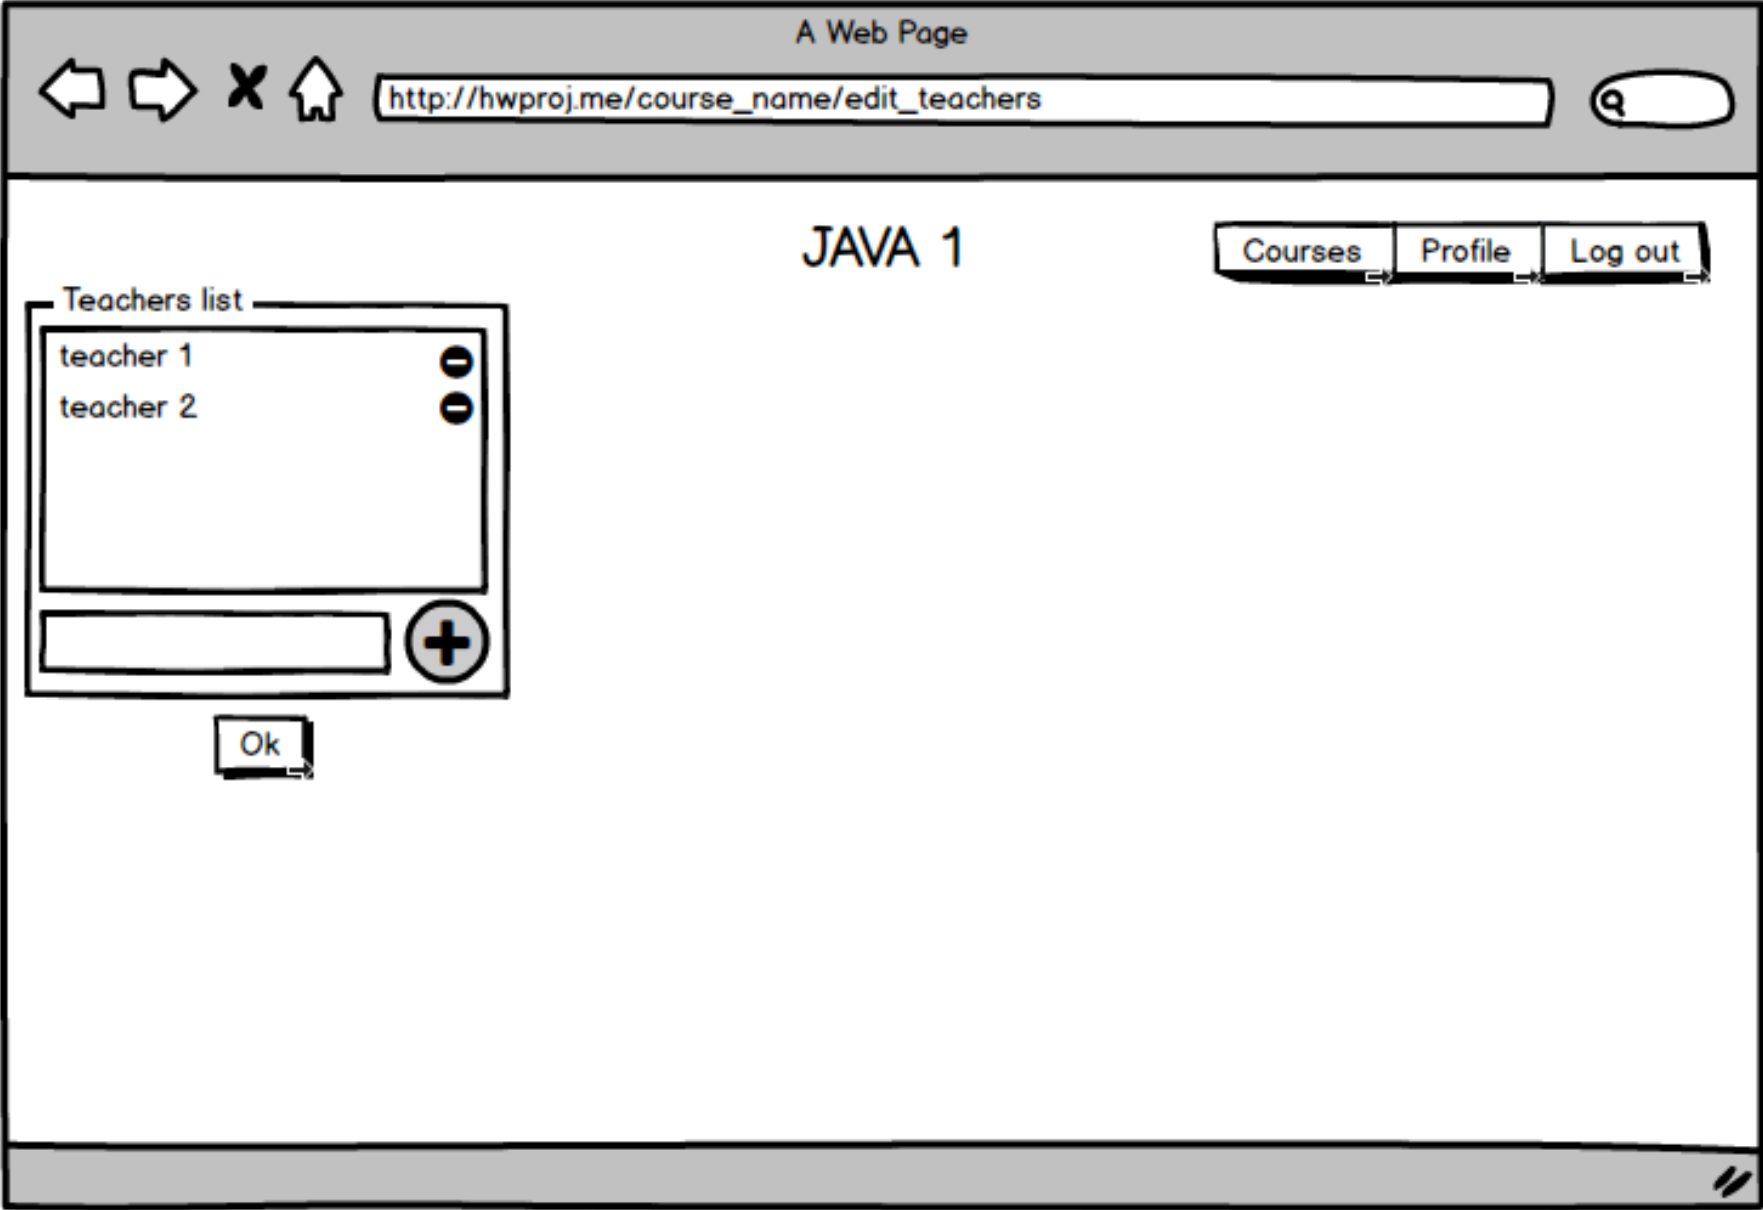 A Web Page
http://hwproj.me/course_name/edit_teachers
JAVA 1
Courses
Profile
Log out
Teachers list
teacher 1
teacher 2
Ok